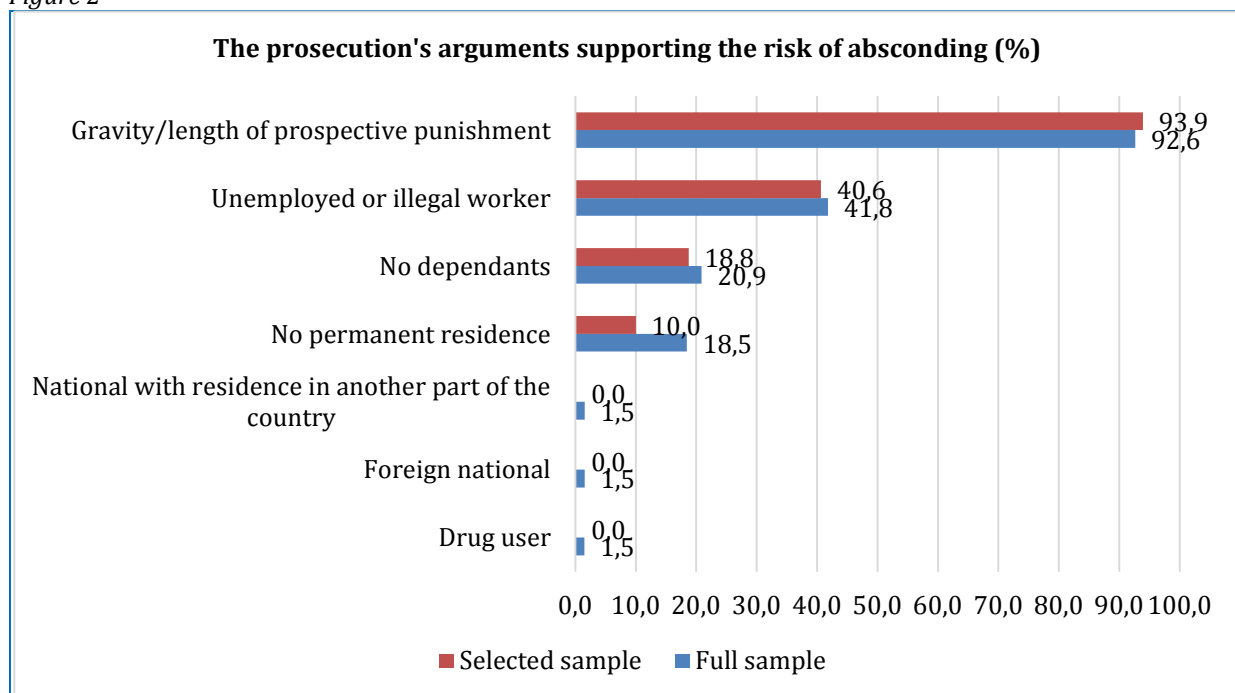 Figure 2
The prosecution's arguments supporting the risk of absconding (%)
Gravity/length of prospective punishment
93,9
92,6
Unemployed or illegal worker
40,6
41,8
No dependants
18,8
20,9
No permanent residence
10,0
18,5
National with residence in another part of the
country
0,0
1,5
Foreign national
0,0
1,5
Drug user
0,0
1,5
0,0 10,0 20,0 30,0 40,0 50,0 60,0 70,0 80,0 90,0 100,0
Selected sample Full sample